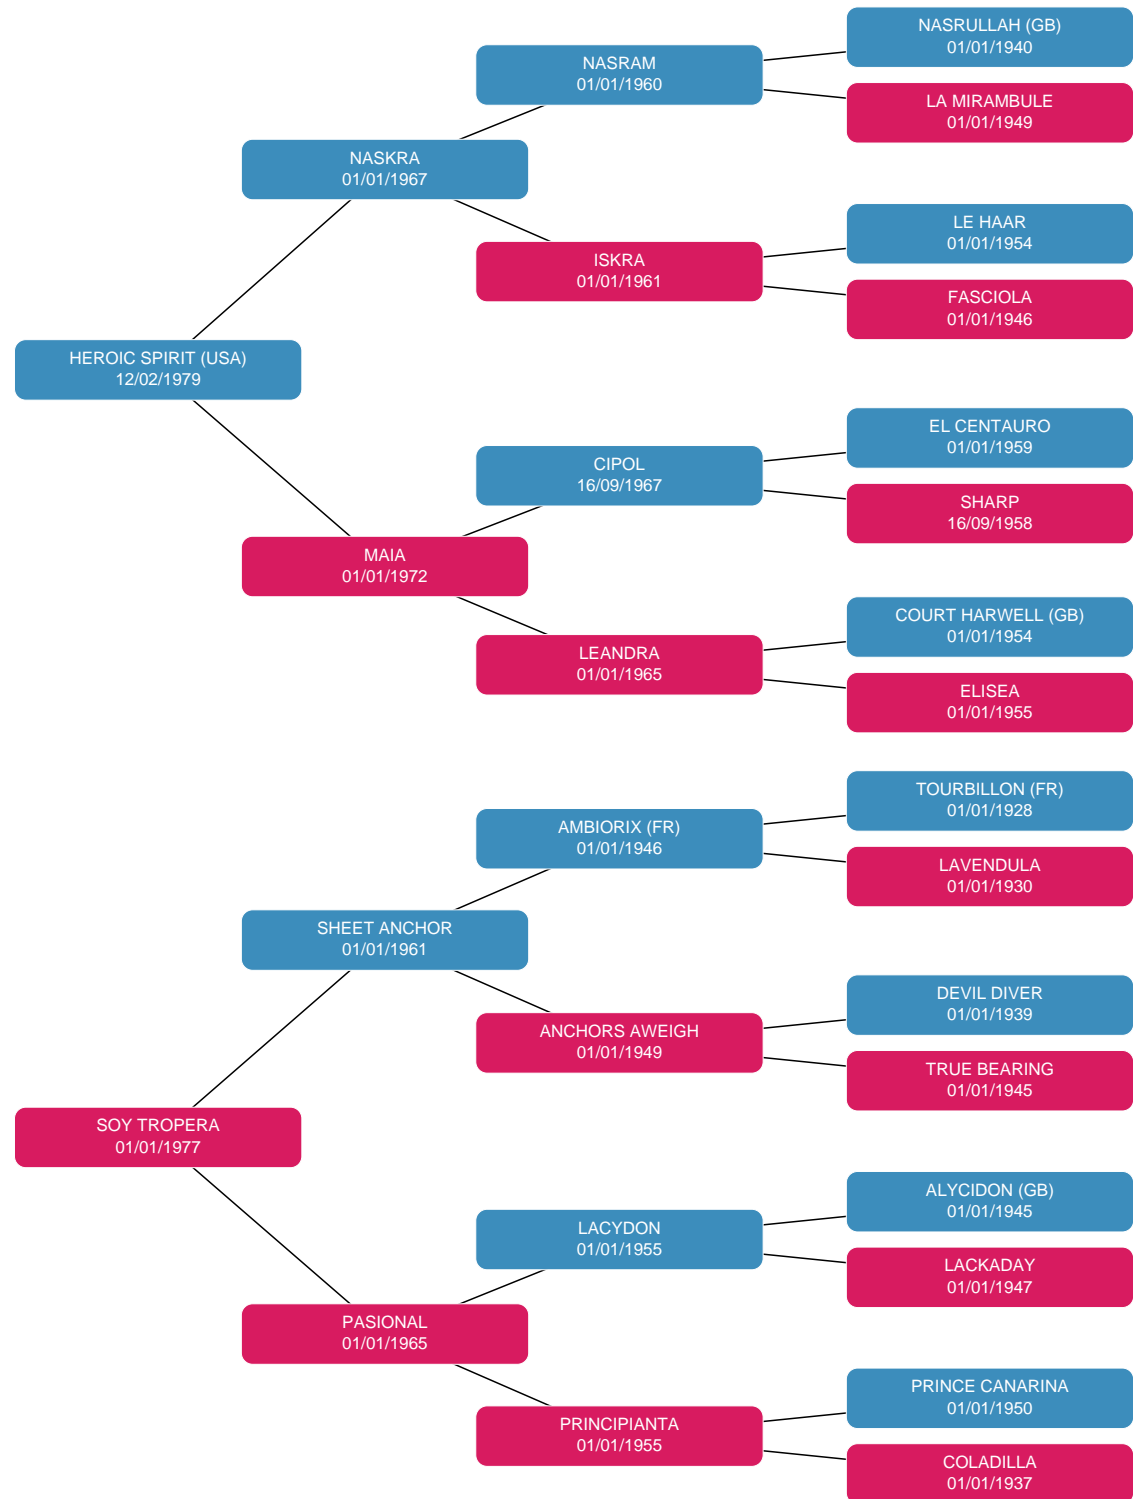 NASRULLAH (GB)
01/01/1940
NASRAM
01/01/1960
LA MIRAMBULE
01/01/1949
NASKRA
01/01/1967
LE HAAR
01/01/1954
ISKRA
01/01/1961
FASCIOLA
01/01/1946
HEROIC SPIRIT (USA)
12/02/1979
EL CENTAURO
01/01/1959
CIPOL
16/09/1967
SHARP
16/09/1958
MAIA
01/01/1972
COURT HARWELL (GB)
01/01/1954
LEANDRA
01/01/1965
ELISEA
01/01/1955
TOURBILLON (FR)
01/01/1928
AMBIORIX (FR)
01/01/1946
LAVENDULA
01/01/1930
SHEET ANCHOR
01/01/1961
DEVIL DIVER
01/01/1939
ANCHORS AWEIGH
01/01/1949
TRUE BEARING
01/01/1945
SOY TROPERA
01/01/1977
ALYCIDON (GB)
01/01/1945
LACYDON
01/01/1955
LACKADAY
01/01/1947
PASIONAL
01/01/1965
PRINCE CANARINA
01/01/1950
PRINCIPIANTA
01/01/1955
COLADILLA
01/01/1937